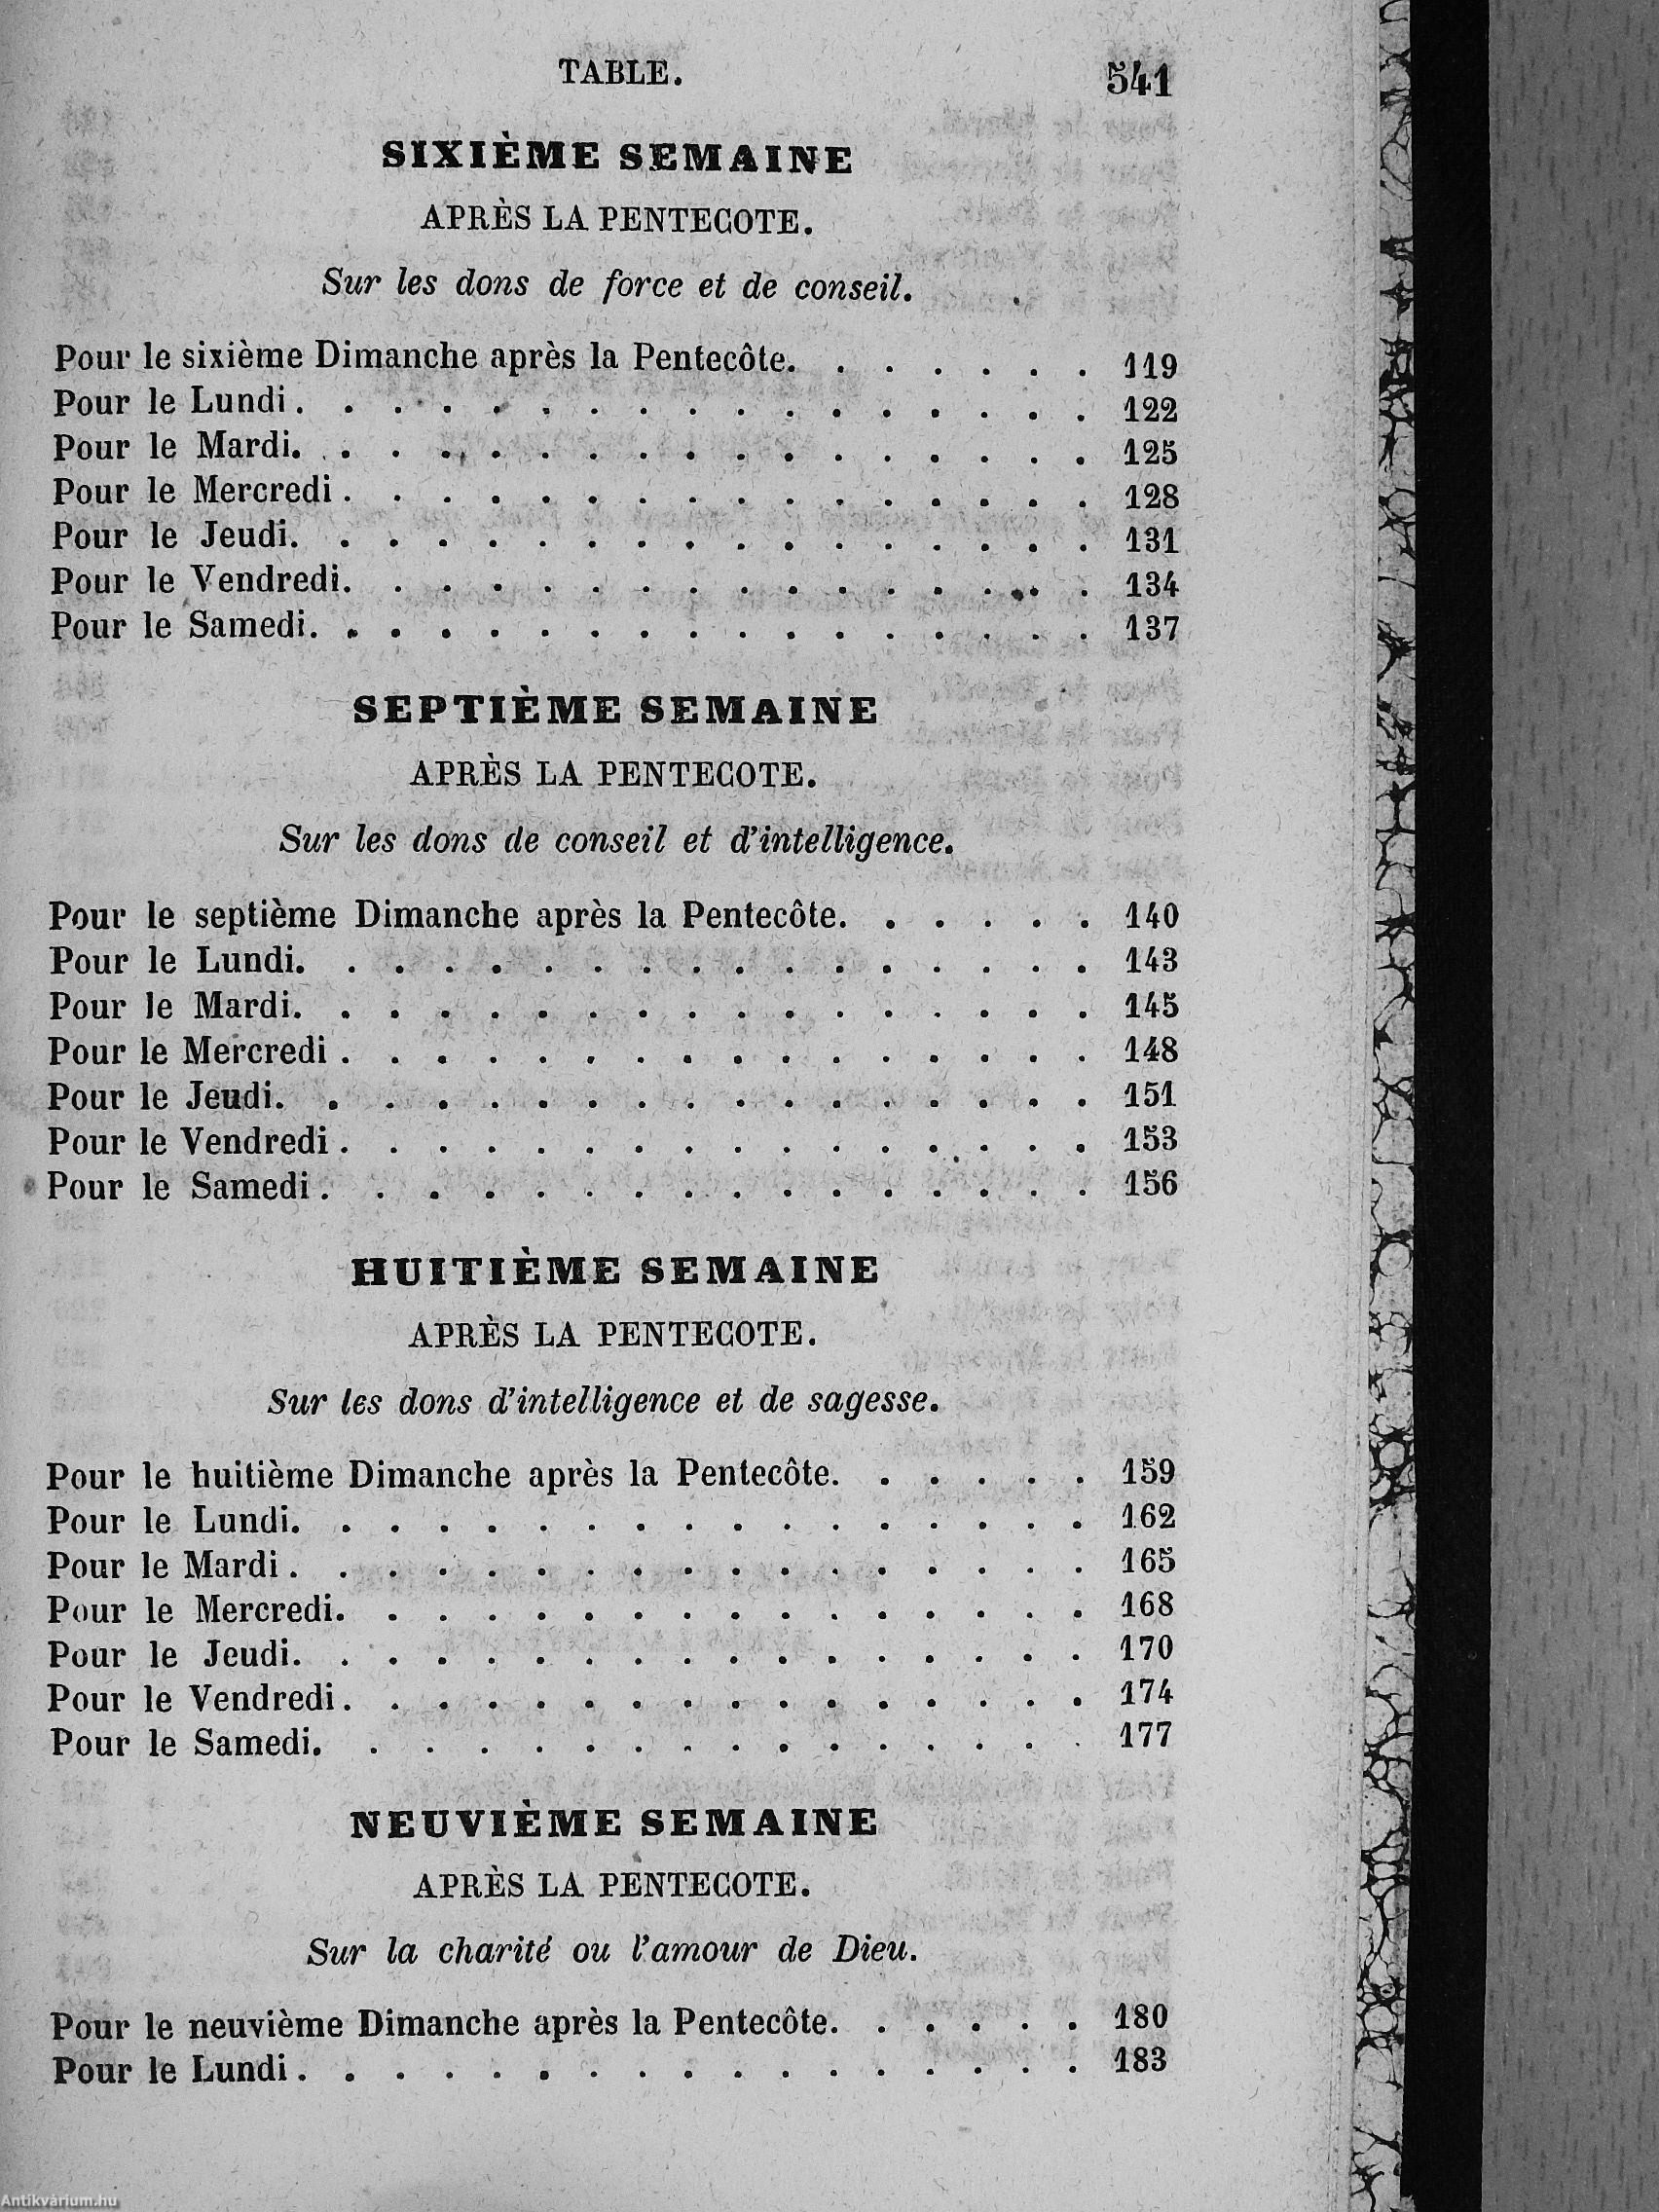 TABLE. 541
SIXIÈME SEMAINE
APRÈS LA PENTECOTE.
Sur les dons de force et de conseil.
Pour le sixième Dimanche après la Pentecôte. . . . . . . 119
Pour le Lundi. . . . . . . . . . . . . . . . . 122
Pour le Mardi. . . . . . . . . . . . . . . . . 125
Pour le Mercredi. . . . . . . . . . . . . . . . 128
Pour le Jeudi. . . . . . . . . . . . . . . . . 131
Pour le Vendredi. . . . . . . . . . . . . . . . 134
Pour le Samedi. . . . . . . . . . . . . . . . . 137
SEPTIÈME SEMAINE
APRÈS LA PENTECOTE.
Sur les dons de conseil et d'intelligence.
Pour le septième Dimanche après la Pentecôte. . . . . . 140
Pour le Lundi. . . . . . . . . . . . . . . . . 143
Pour le Mardi. . . . . . . . . . . . . . . . . 145
Pour le Mercredi. . . . . . . . . . . . . . . . 148
Pour le Jeudi. . . . . . . . . . . . . . . . . 151
Pour le Vendredi. . . . . . . . . . . . . . . . 153
Pour le Samedi. . . . . . . . . . . . . . . . 156
HUITIÈME SEMAINE
APRÈS LA PENTECOTE.
Sur les dons d'intelligence et de sagesse.
Pour le huitième Dimanche après la Pentecôte. . . . . . 159
Pour le Lundi. . . . . . . . . . . . . . . . . 162
Pour le Mardi. . . . . . . . . . . . . . . . . 165
Pour le Mercredi. . . . . . . . . . . . . . . . 168
Pour le Jeudi. . . . . . . . . . . . . . . . . 170
Pour le Vendredi. . . . . . . . . . . . . . . . 174
Pour le Samedi. . . . . . . . . . . . . . . . 177
NEUVIÈME SEMAINE
APRÈS LA PENTECOTE.
Sur la charité ou l'amour de Dieu.
Pour le neuvième Dimanche après la Pentecôte. . . . . . 180
Pour le Lundi. . . . . . . . . . . . . . . . . 183
Antikvárium.hu